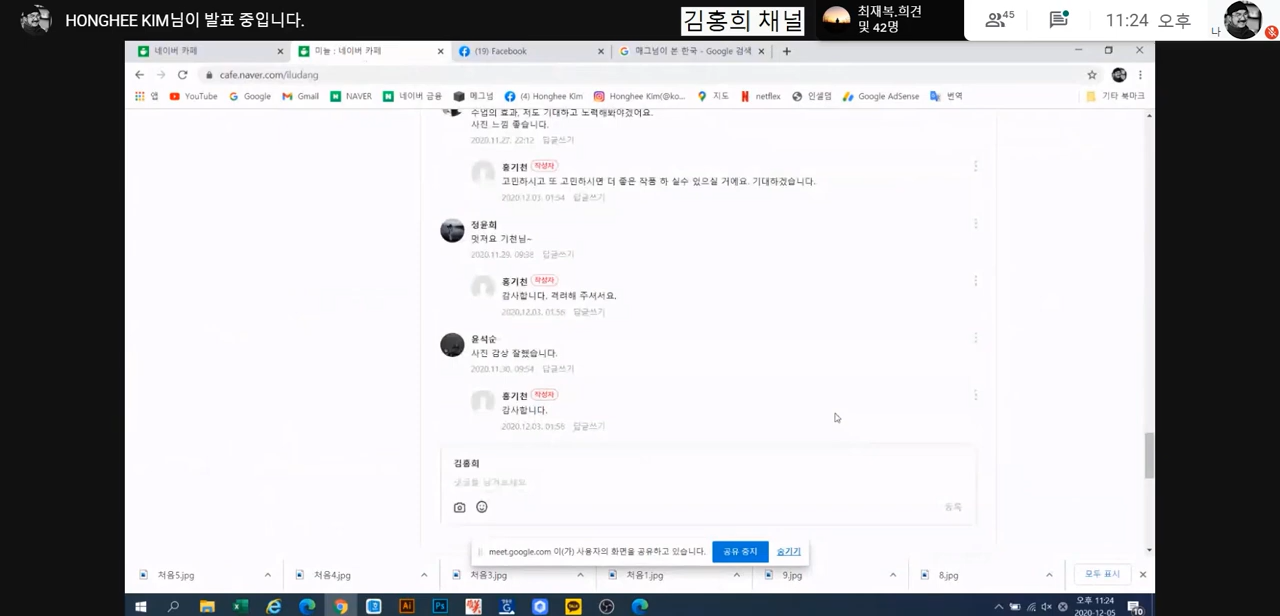 HONGHEE KIM님이 발표 중입니다.
김홍희 채널
최재복,희견
및 42명
45
11:24 오후
나
네이버 카페
미늘 : 네이버 카페
(19) Facebook
매그넘이 본 한국 - Google 검색
cafe.naver.com/iludang
앱
YouTube
Google
Gmail
NAVER
네이버 금융
메그넘
(4) Honghee Kim
Honghee Kim(@ko...
지도
netflex
인셀덤
Google AdSense
번역
기타 북마크
수업의 효과, 저도 기대하고 노력해봐야겠어요.
사진 느낌 좋습니다.
2020.11.27. 22:12 답글쓰기
홍기천 작성자
고민하시고 또 고민하시면 더 좋은 작품 하 실수 있으실 거에요. 기대하겠습니다.
2020.12.03. 01:54 답글쓰기
정윤희
멋져요 기천님~
2020.11.29. 09:38 답글쓰기
홍기천 작성자
감사합니다. 격려해 주셔서요.
2020.12.03. 01:56 답글쓰기
윤석순
사진 감상 잘했습니다.
2020.11.30. 09:54 답글쓰기
홍기천 작성자
감사합니다.
2020.12.03. 01:56 답글쓰기
김홍희
댓글을 남겨보세요
등록
meet.google.com 이(가) 사용자의 화면을 공유하고 있습니다.
공유 중지
숨기기
처음5.jpg
처음4.jpg
처음3.jpg
처음1.jpg
9.jpg
8.jpg
모두 표시
오후 11:24
2020-12-05
10